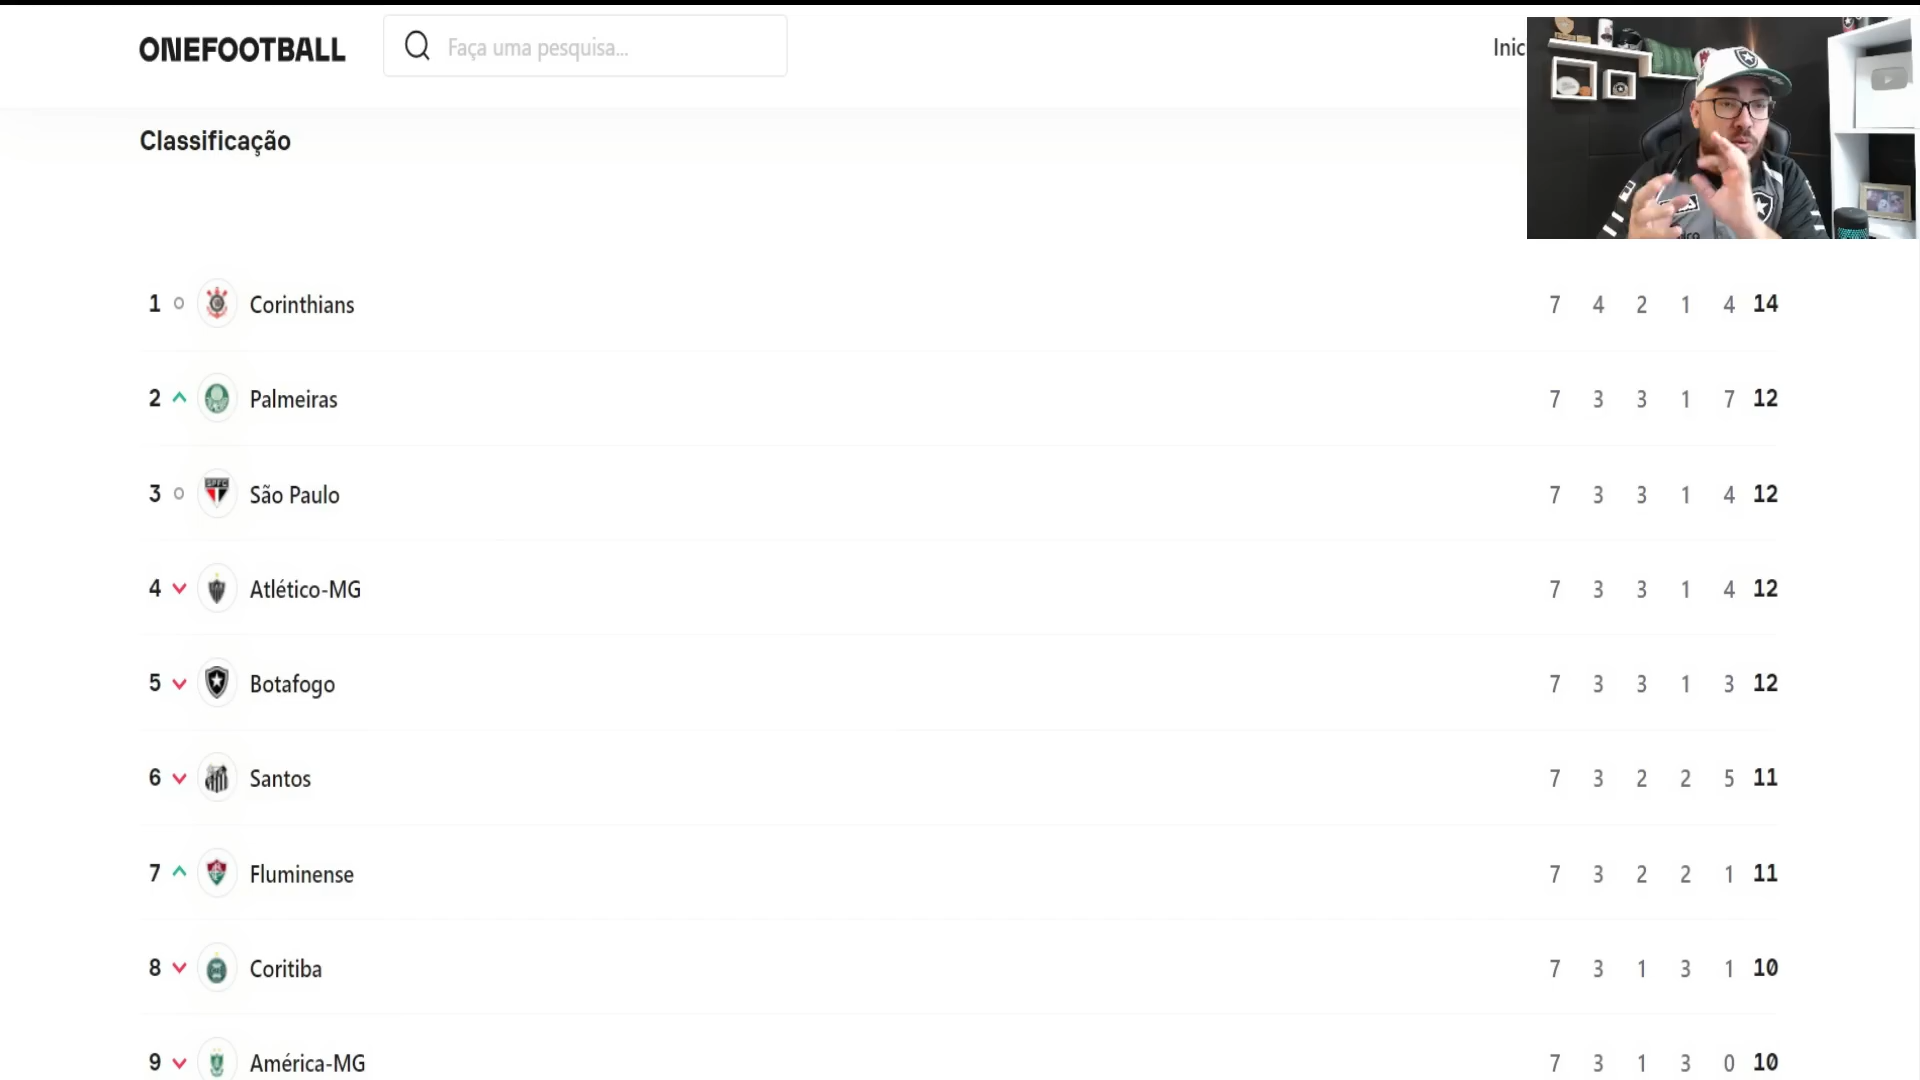 ONEFOOTBALL
Faça uma pesquisa...
Inic
Classificação
1 Corinthians 7 4 2 1 4 14
2 Palmeiras 7 3 3 1 7 12
3 São Paulo 7 3 3 1 4 12
4 Atlético-MG 7 3 3 1 4 12
5 Botafogo 7 3 3 1 3 12
6 Santos 7 3 2 2 5 11
7 Fluminense 7 3 2 2 1 11
8 Coritiba 7 3 1 3 1 10
9 América-MG 7 3 1 3 0 10